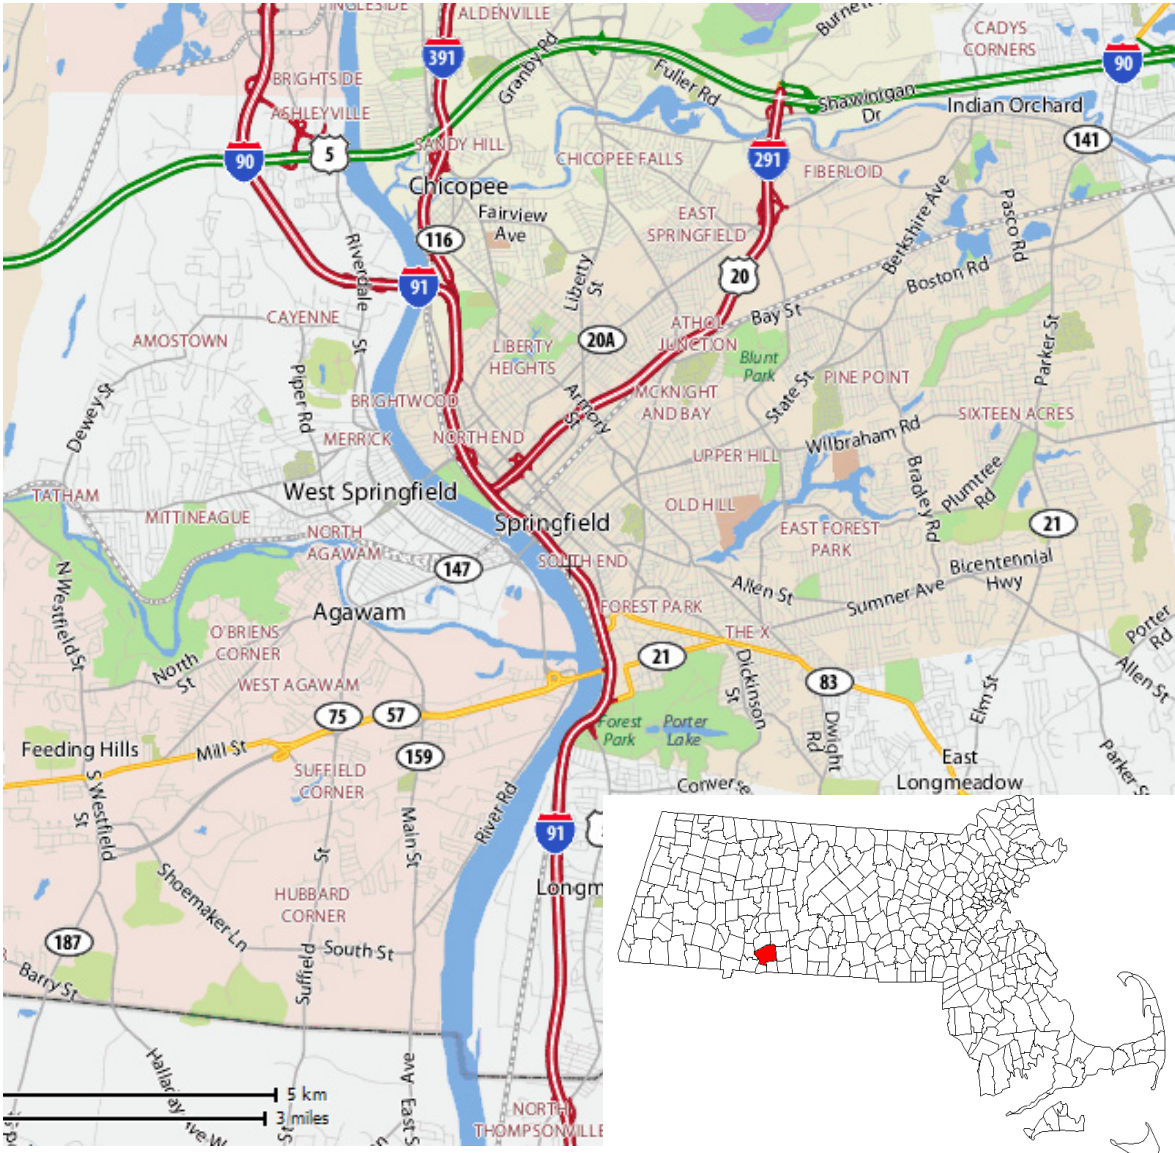 INGLESIDE
ALDENVILLE
Burnett
CADYS
CORNERS
391
90
Granby Rd
Fuller Rd
BRIGHTSIDE
ASHLEYVILLE
Shawinigan
Dr
Indian Orchard
141
90
5
SANDY HILL
CHICOPEE FALLS
291
FIBERLOID
Chicopee
Fairview
Ave
EAST
SPRINGFIELD
Berkshire Ave
Pasco Rd
116
Riverdale
St
Liberty
St
20
Boston Rd
91
CAYENNE
AMOSTOWN
ATHOL
JUNCTION
Bay St
20A
LIBERTY
HEIGHTS
Blunt
Park
Parker St
Piper Rd
Dewey St
BRIGHTWOOD
Armory
St
MCKNIGHT
AND BAY
State St
PINE POINT
SIXTEEN ACRES
MERRICK
NORTH END
Wilbraham Rd
UPPER HILL
Bradley Rd
Plumtree
Rd
TATHAM
West Springfield
MITTINEAGUE
Springfield
OLD HILL
EAST FOREST
PARK
21
NORTH
AGAWAM
147
SOUTH END
Bicentennial
Hwy
N Westfield St
Allen St
Sumner Ave
Agawam
FOREST PARK
THE X
Porter
Rd
O'BRIENS
CORNER
North
St
21
Dickinson
St
83
Allen St
Elm St
WEST AGAWAM
75
57
Forest
Park
Porter
Lake
Dwight
Rd
Feeding Hills
Mill St
159
East
Longmeadow
Parker St
S Westfield
St
SUFFIELD
CORNER
Converse
River Rd
91
Main St
St
Shoemaker Ln
HUBBARD
CORNER
Longm
187
South St
Suffield
Barry St
Halladay
Ave W
Ave
East S
5 km
3 miles
NORTH
THOMPSONVILLE